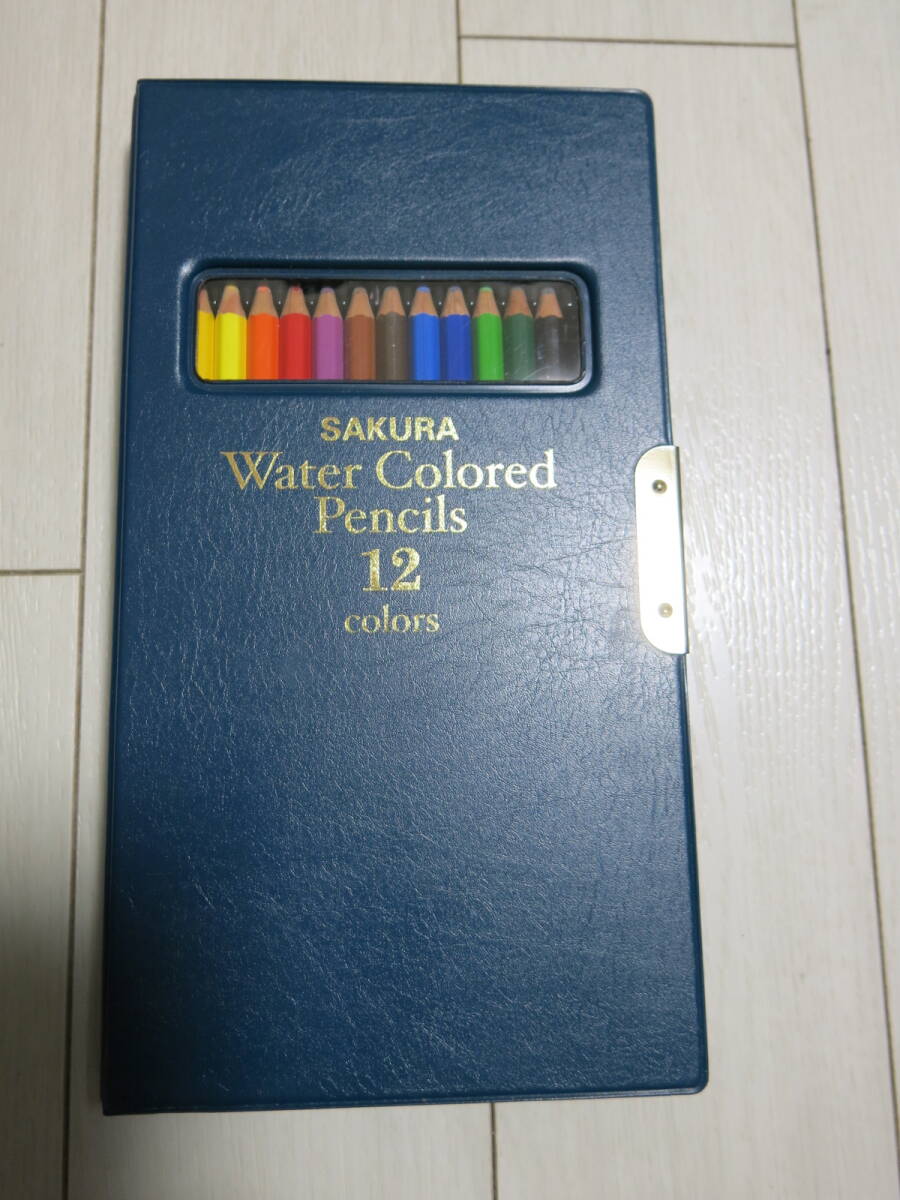 SAKURA
Water Colored
Pencils
12
colors